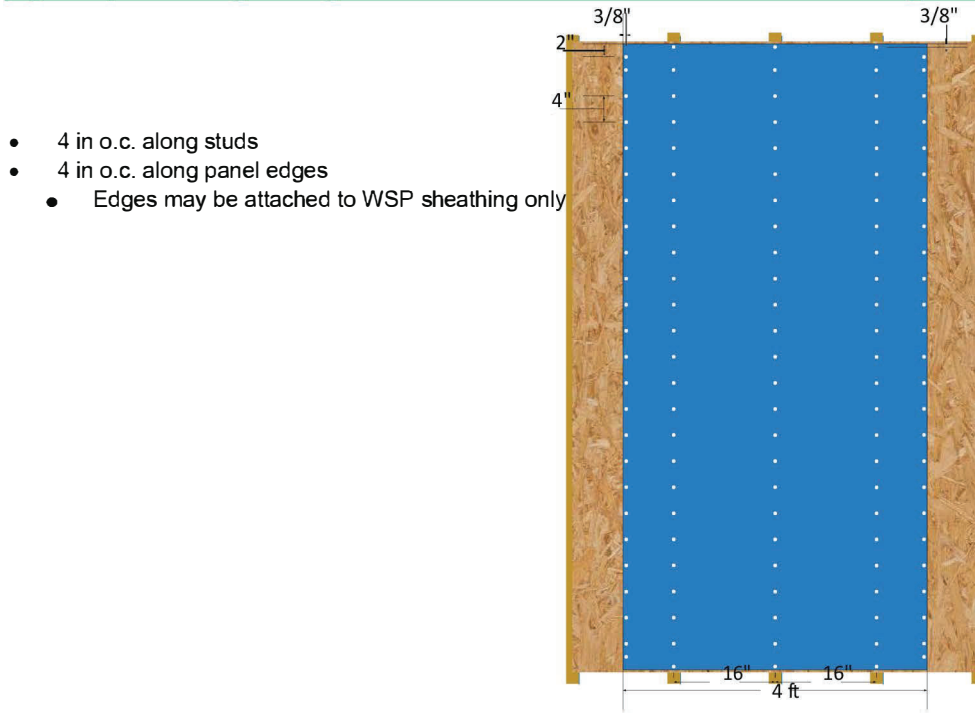 3/8"
3/8"
2"
4"
• 4 in o.c. along studs
• 4 in o.c. along panel edges
• Edges may be attached to WSP sheathing only
16" 16"
4 ft